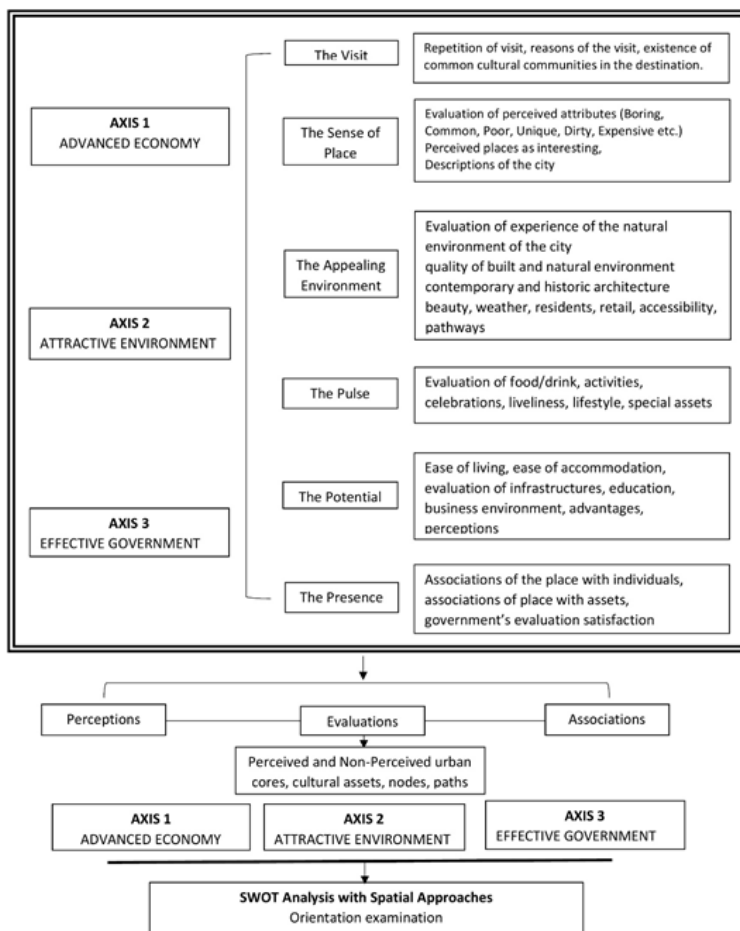 The Visit
Repetition of visit, reasons of the visit, existence of
common cultural communities in the destination.
AXIS 1
ADVANCED ECONOMY
The Sense of
Place
Evaluation of perceived attributes (Boring,
Common, Poor, Unique, Dirty, Expensive etc.)
Perceived places as interesting,
Descriptions of the city
The Appealing
Environment
Evaluation of experience of the natural
environment of the city
quality of built and natural environment
contemporary and historic architecture
beauty, weather, residents, retail, accessibility,
pathways
AXIS 2
ATTRACTIVE ENVIRONMENT
The Pulse
Evaluation of food/drink, activities,
celebrations, liveliness, lifestyle, special assets
The Potential
Ease of living, ease of accommodation,
evaluation of infrastructures, education,
business environment, advantages,
perceptions
AXIS 3
EFFECTIVE GOVERNMENT
The Presence
Associations of the place with individuals,
associations of place with assets,
government's evaluation satisfaction
Perceptions
Evaluations
Associations
Perceived and Non-Perceived urban
cores, cultural assets, nodes, paths
AXIS 1
ADVANCED ECONOMY
AXIS 2
ATTRACTIVE ENVIRONMENT
AXIS 3
EFFECTIVE GOVERNMENT
SWOT Analysis with Spatial Approaches
Orientation examination